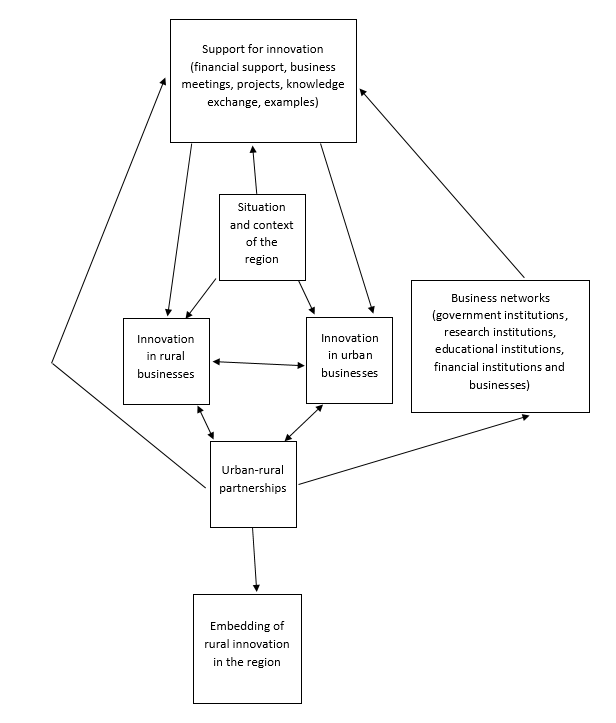 Support for innovation
(financial support, business
meetings, projects, knowledge
exchange, examples)
Situation
and context
of the
region
Business networks
(government institutions,
research institutions,
educational institutions,
financial institutions and
businesses)
Innovation
in rural
businesses
Innovation
in urban
businesses
Urban-rural
partnerships
Embedding of
rural innovation
in the region